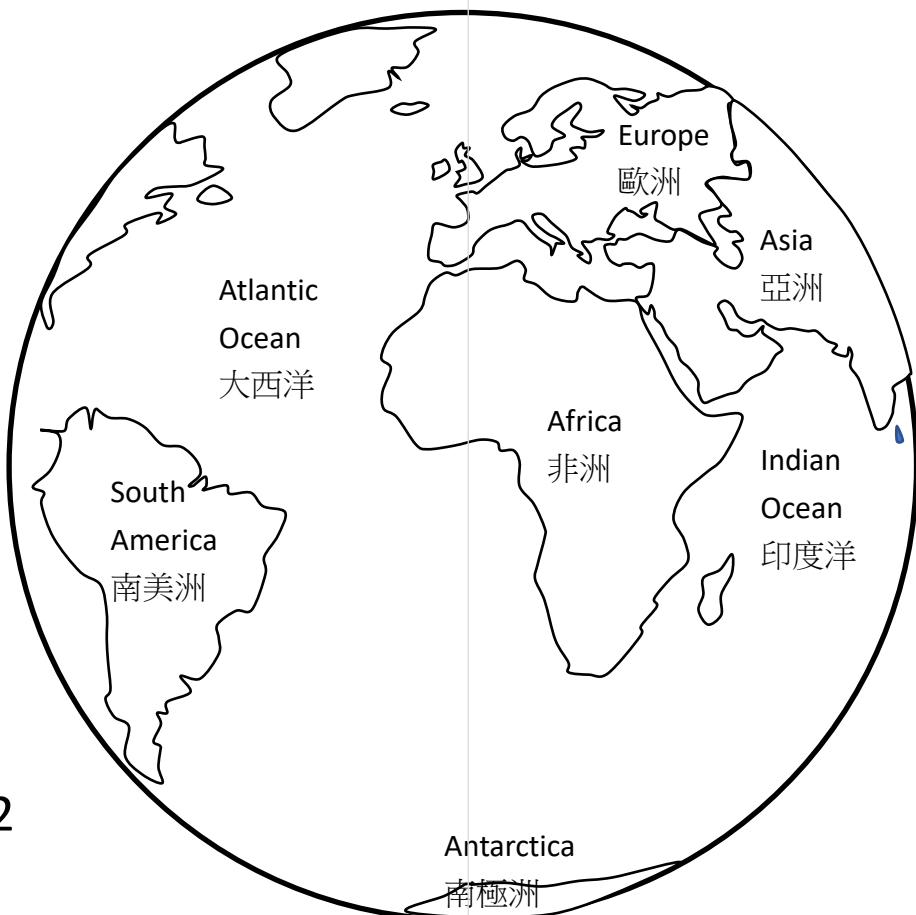 Europe
歐洲
Asia
亞洲
Atlantic
Ocean
大西洋
Africa
非洲
Indian
Ocean
印度洋
South
America
南美洲
2
Antarctica
南極洲